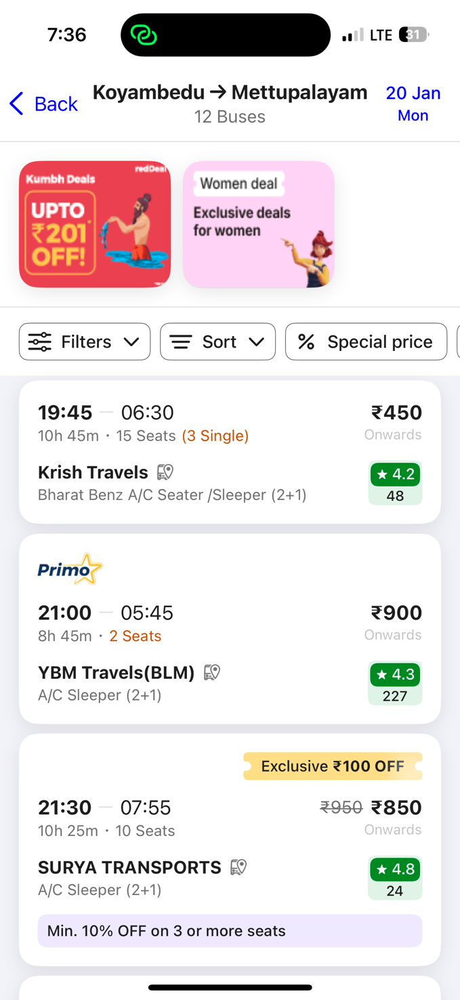 7:36
LTE 31
Back
Koyambedu → Mettupalayam
12 Buses
20 Jan
Mon
redDeal
Kumbh Deals
UPTO
₹201*
OFF!
Women deal
Exclusive deals
for women
Filters
Sort
% Special price
19:45 — 06:30
₹450
10h 45m · 15 Seats (3 Single)
Onwards
Krish Travels
★ 4.2
Bharat Benz A/C Seater /Sleeper (2+1)
48
Primo
21:00 — 05:45
₹900
8h 45m · 2 Seats
Onwards
YBM Travels(BLM)
★ 4.3
A/C Sleeper (2+1)
227
Exclusive ₹100 OFF
21:30 — 07:55
₹950 ₹850
10h 25m · 10 Seats
Onwards
SURYA TRANSPORTS
★ 4.8
A/C Sleeper (2+1)
24
Min. 10% OFF on 3 or more seats